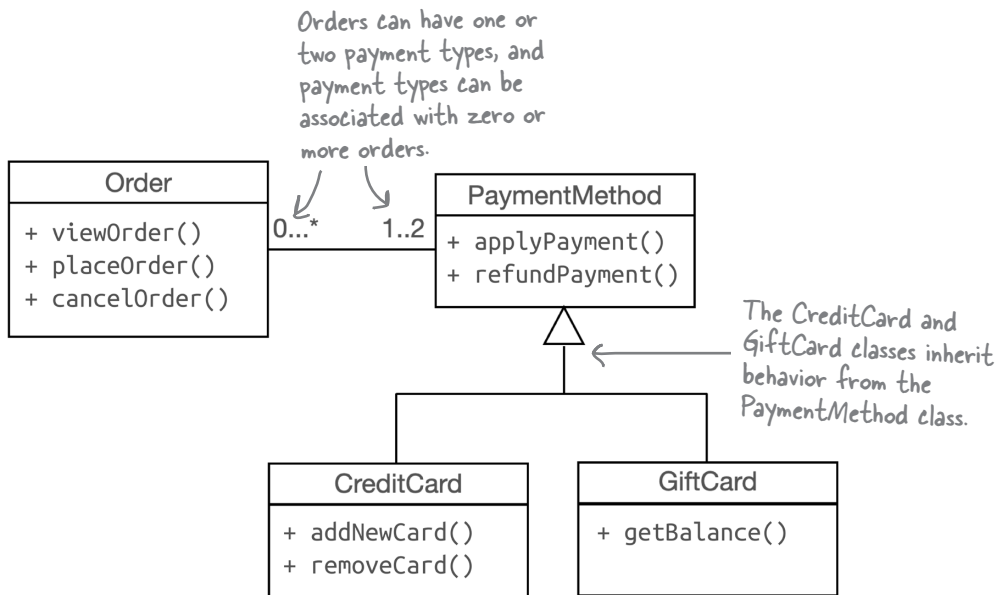 Orders can have one or
two payment types, and
payment types can be
associated with zero or
more orders.
Order
+ viewOrder()
+ placeOrder()
+ cancelOrder()
0...*
1..2
PaymentMethod
+ applyPayment()
+ refundPayment()
The CreditCard and
GiftCard classes inherit
behavior from the
PaymentMethod class.
CreditCard
+ addNewCard()
+ removeCard()
GiftCard
+ getBalance()